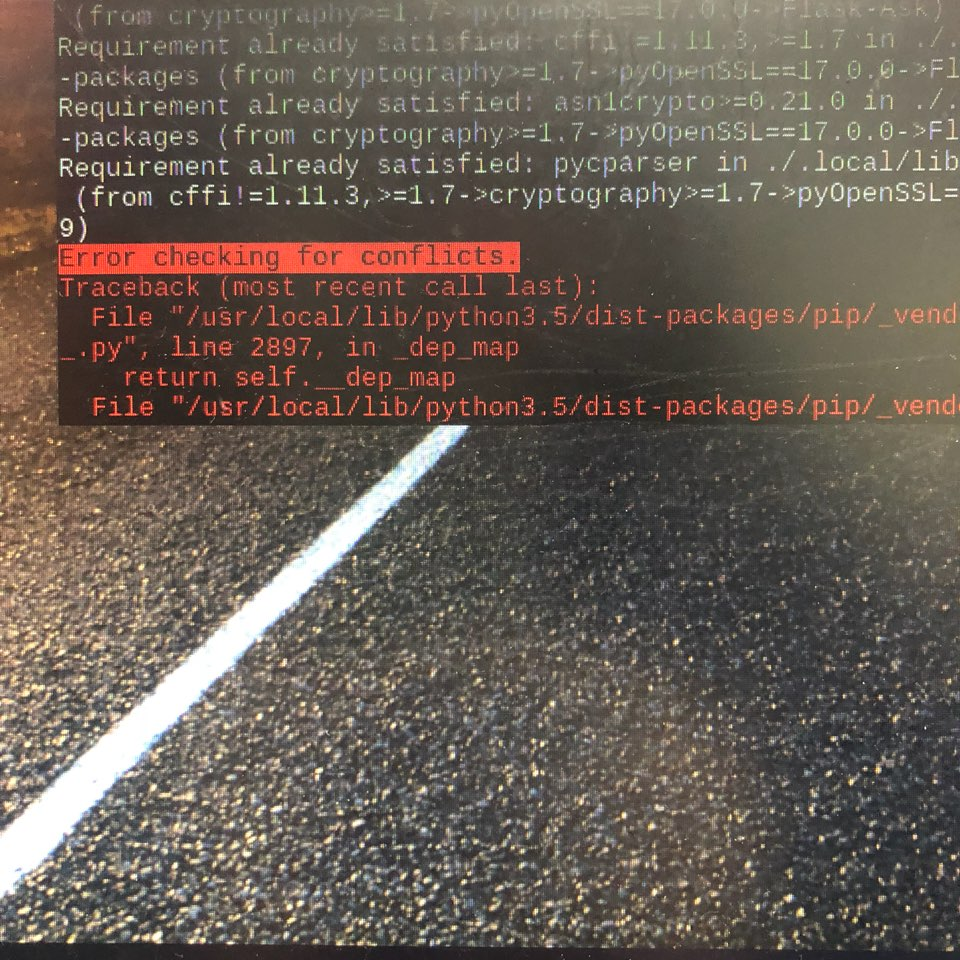 (from cryptography>=1.7->pyOpenSSL==17.0.0->Flask-Ask)
Requirement already satisfied: cffi!=1.11.3,>=1.7 in ./.
-packages (from cryptography>=1.7->pyOpenSSL==17.0.0->Fl
Requirement already satisfied: asn1crypto>=0.21.0 in ./.
-packages (from cryptography>=1.7->pyOpenSSL==17.0.0->Fl
Requirement already satisfied: pycparser in ./.local/lib
(from cffi!=1.11.3,>=1.7->cryptography>=1.7->pyOpenSSL=
9)
Error checking for conflicts.
Traceback (most recent call last):
File "/usr/local/lib/python3.5/dist-packages/pip/_vend
_.py", line 2897, in _dep_map
return self.__dep_map
File "/usr/local/lib/python3.5/dist-packages/pip/_vend